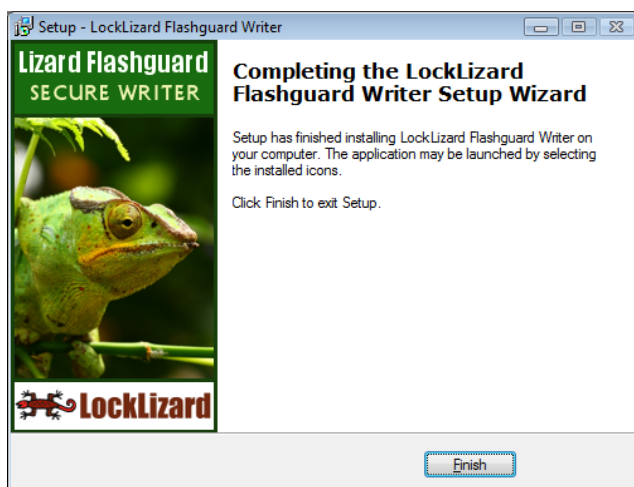 Setup - LockLizard Flashguard Writer
Lizard Flashguard
SECURE WRITER
Completing the LockLizard
Flashguard Writer Setup Wizard
Setup has finished installing LockLizard Flashguard Writer on
your computer. The application may be launched by selecting
the installed icons.
Click Finish to exit Setup.
LockLizard
Finish